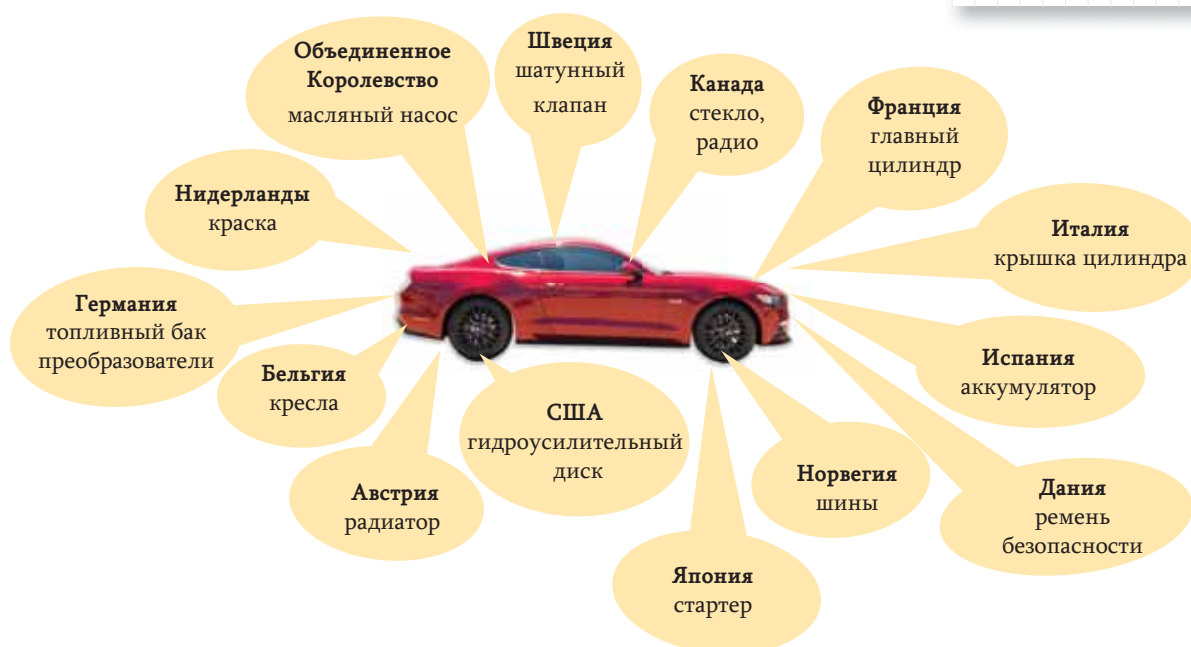 Объединенное
Королевство
масляный насос
Швеция
шатунный
клапан
Канада
стекло,
радио
Франция
главный
цилиндр
Нидерланды
краска
Италия
крышка цилиндра
Германия
топливный бак
преобразователи
Бельгия
кресла
США
гидроусилительный
диск
Испания
аккумулятор
Австрия
радиатор
Норвегия
шины
Дания
ремень
безопасности
Япония
стартер